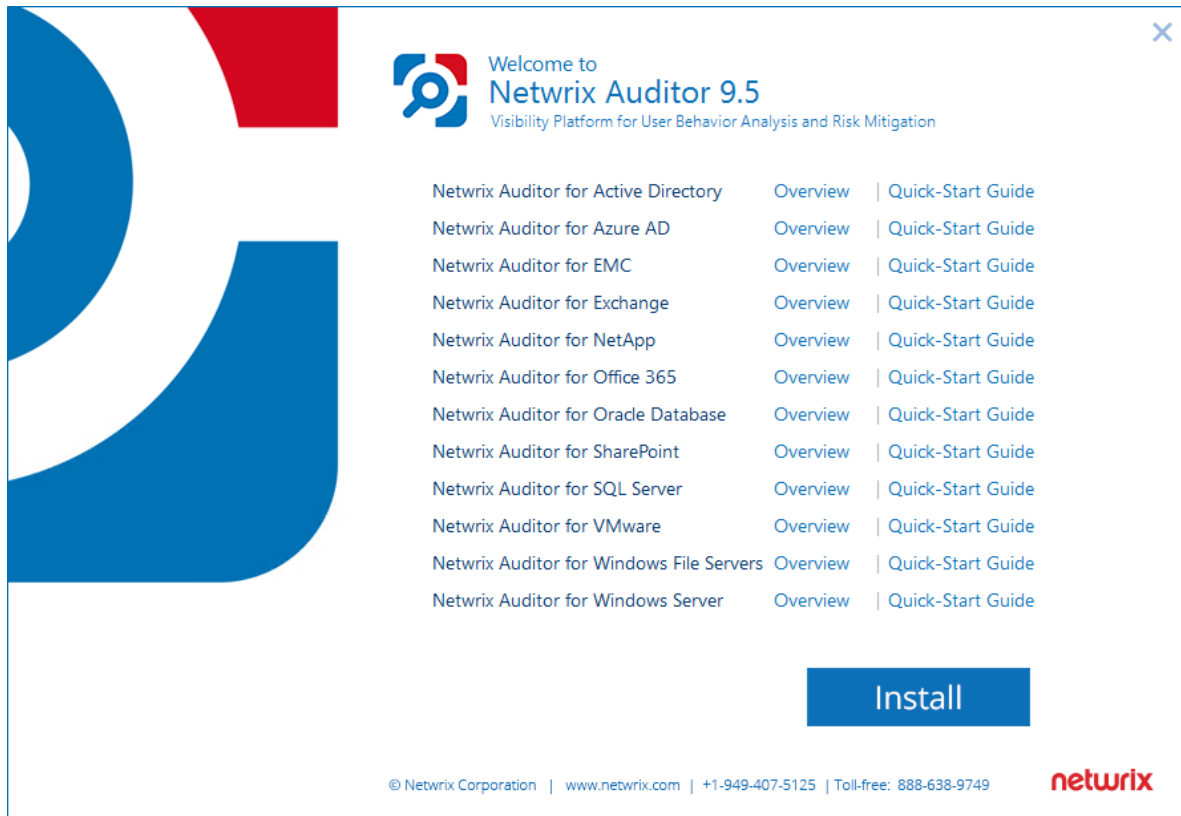 Welcome to
Netwrix Auditor 9.5
Visibility Platform for User Behavior Analysis and Risk Mitigation
Netwrix Auditor for Active Directory Overview | Quick-Start Guide
Netwrix Auditor for Azure AD Overview | Quick-Start Guide
Netwrix Auditor for EMC Overview | Quick-Start Guide
Netwrix Auditor for Exchange Overview | Quick-Start Guide
Netwrix Auditor for NetApp Overview | Quick-Start Guide
Netwrix Auditor for Office 365 Overview | Quick-Start Guide
Netwrix Auditor for Oracle Database Overview | Quick-Start Guide
Netwrix Auditor for SharePoint Overview | Quick-Start Guide
Netwrix Auditor for SQL Server Overview | Quick-Start Guide
Netwrix Auditor for VMware Overview | Quick-Start Guide
Netwrix Auditor for Windows File Servers Overview | Quick-Start Guide
Netwrix Auditor for Windows Server Overview | Quick-Start Guide
Install
© Netwrix Corporation | www.netwrix.com | +1-949-407-5125 | Toll-free: 888-638-9749
netwrix